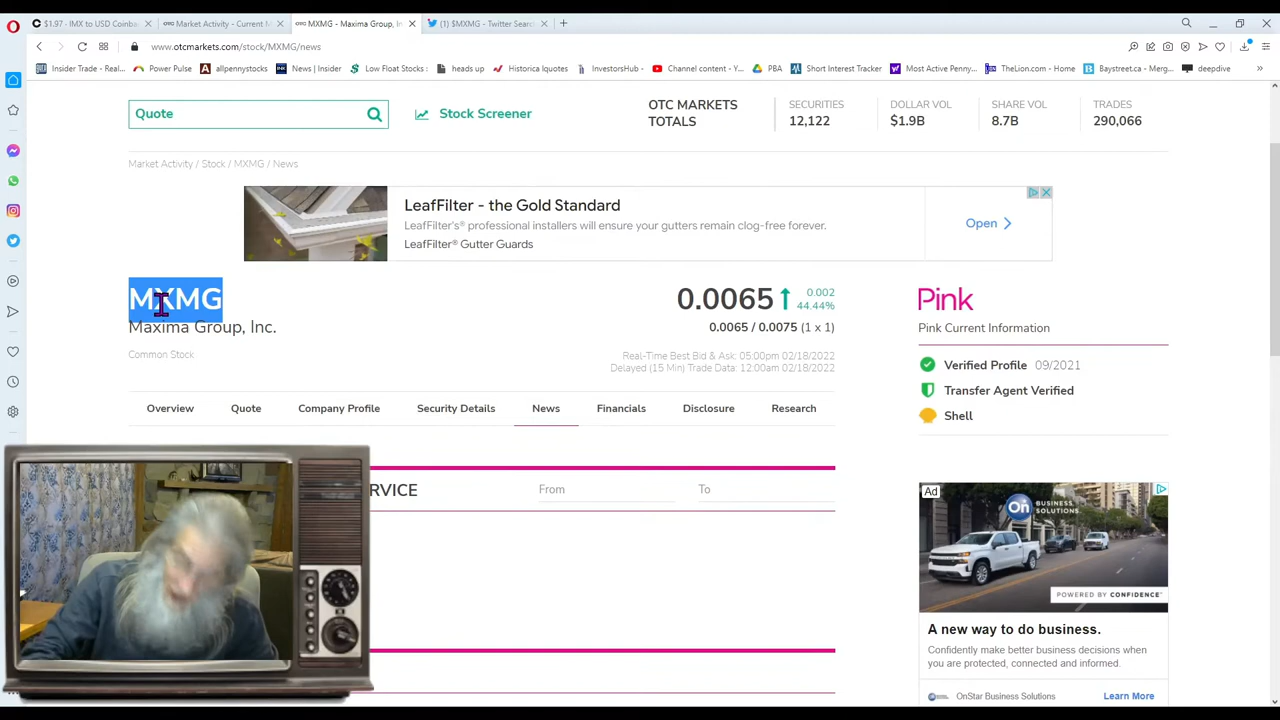 $1.97 - IMX to USD Coinba
Market Activity - Current M
MXMG - Maxima Group, In
(1) $MXMG - Twitter Searc
www.otcmarkets.com/stock/MXMG/news
Insider Trade - Real...
Power Pulse
allpennystocks
News | Insider
Low Float Stocks :
heads up
Historica Iquotes
InvestorsHub -
Channel content - Y...
PBA
Short Interest Tracker
Most Active Penny...
TheLion.com - Home
Baystreet.ca - Merg...
deepdive
Quote
Stock Screener
OTC MARKETS TOTALS
SECURITIES
12,122
DOLLAR VOL
$1.9B
SHARE VOL
8.7B
TRADES
290,066
Market Activity / Stock / MXMG / News
LeafFilter - the Gold Standard
LeafFilter's® professional installers will ensure your gutters remain clog-free forever.
LeafFilter® Gutter Guards
Open
MXMG
Maxima Group, Inc.
Common Stock
0.0065
0.002
44.44%
0.0065 / 0.0075 (1 x 1)
Real-Time Best Bid & Ask: 05:00pm 02/18/2022
Delayed (15 Min) Trade Data: 12:00am 02/18/2022
Pink
Pink Current Information
Verified Profile 09/2021
Transfer Agent Verified
Shell
Overview
Quote
Company Profile
Security Details
News
Financials
Disclosure
Research
RVICE
From
To
Ad
On BUSINESS SOLUTIONS
POWERED BY CONFIDENCE
A new way to do business.
Confidently make better business decisions when
you are protected, connected and informed.
OnStar Business Solutions
Learn More